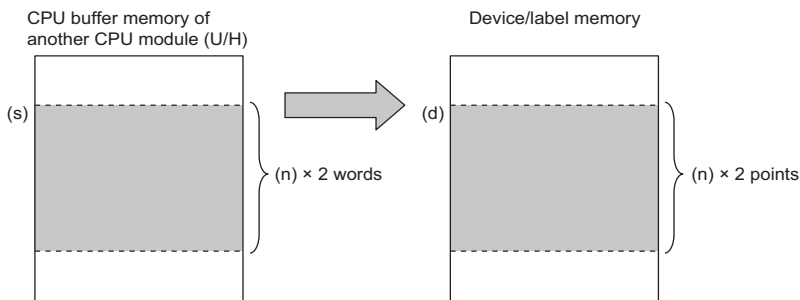 CPU buffer memory of
another CPU module (U/H)
Device/label memory
(s)
(d)
(n) × 2 words
(n) × 2 points